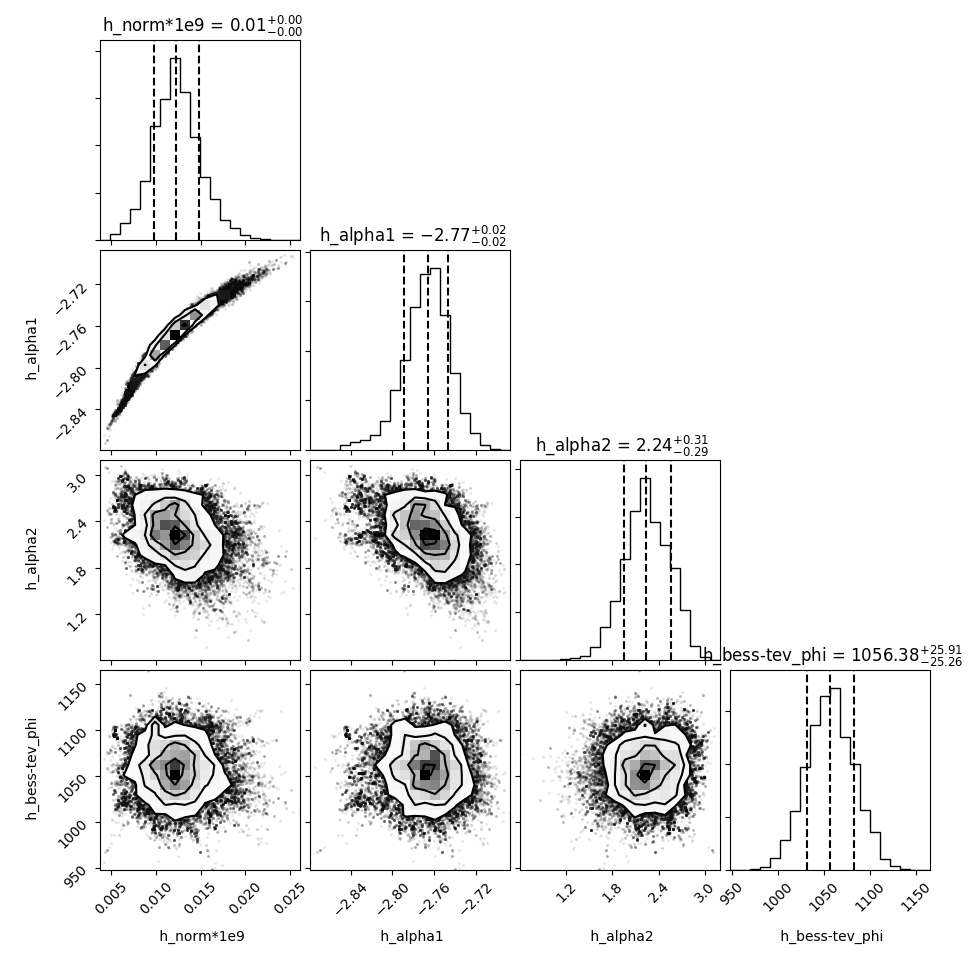 h_norm*1e9 = 0.01+0.00 −0.00
h_alpha1 = −2.77+0.02 −0.02
−2.72
−2.76
−2.80
−2.84
h_alpha1
h_alpha2 = 2.24+0.31 −0.29
3.0
2.4
1.8
1.2
h_alpha2
h_bess-tev_phi = 1056.38+25.91 −25.26
1150
1100
1050
1000
950
h_bess-tev_phi
0.005 0.010 0.015 0.020 0.025
−2.84 −2.80 −2.76 −2.72
1.2 1.8 2.4 3.0
950 1000 1050 1100 1150
h_norm*1e9
h_alpha1
h_alpha2
h_bess-tev_phi